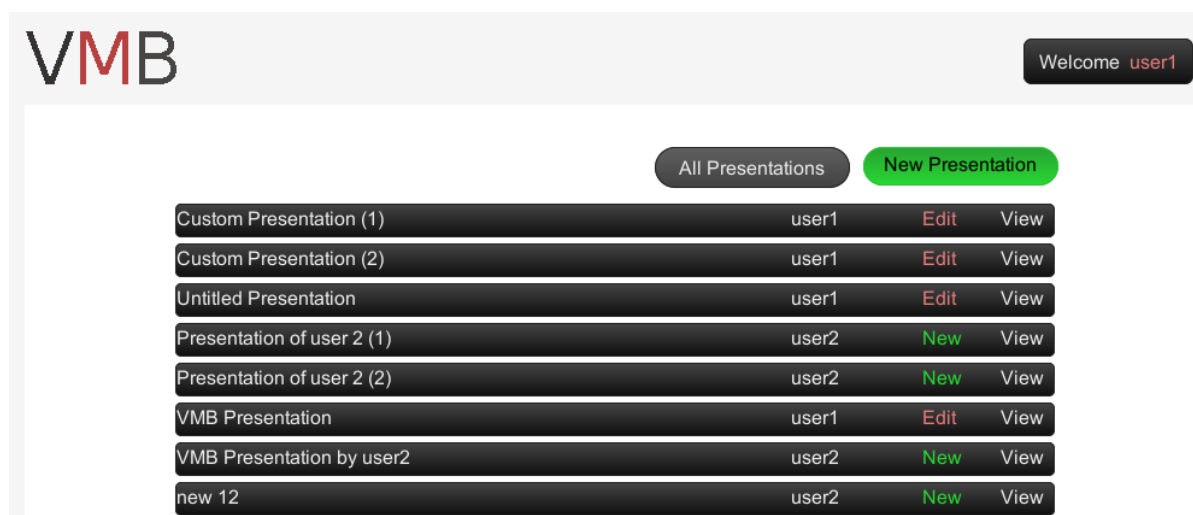 VMB
Welcome user1
All Presentations New Presentation
Custom Presentation (1) user1 Edit View
Custom Presentation (2) user1 Edit View
Untitled Presentation user1 Edit View
Presentation of user 2 (1) user2 New View
Presentation of user 2 (2) user2 New View
VMB Presentation user1 Edit View
VMB Presentation by user2 user2 New View
new 12 user2 New View